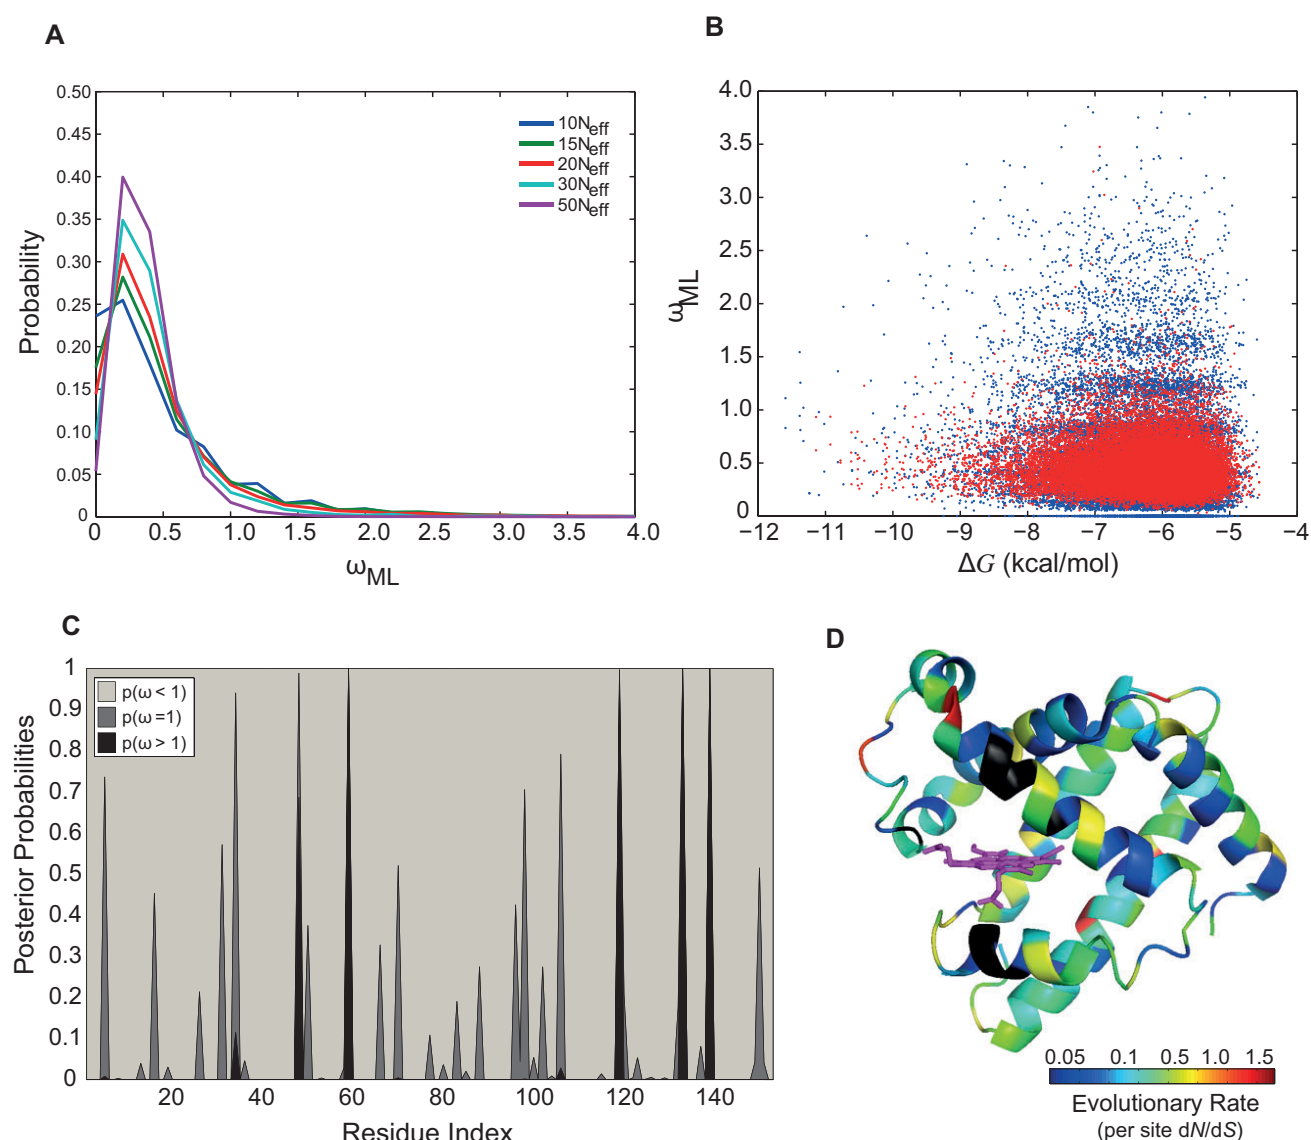 A
0.50
0.45
0.40
0.35
0.30
0.25
0.20
0.15
0.10
0.05
0
Probability
10Neff
15Neff
20Neff
30Neff
50Neff
0 0.5 1.0 1.5 2.0 2.5 3.0 3.5 4.0
ωML
B
4.0
3.5
3.0
2.5
2.0
1.5
1.0
0.5
0
ωML
−12 −11 −10 −9 −8 −7 −6 −5 −4
ΔG (kcal/mol)
C
1
0.9
0.8
0.7
0.6
0.5
0.4
0.3
0.2
0.1
0
Posterior Probabilities
p(ω < 1)
p(ω =1)
p(ω > 1)
20 40 60 80 100 120 140
Residue Index
D
0.05 0.1 0.5 1.0 1.5
Evolutionary Rate
(per site dN/dS)